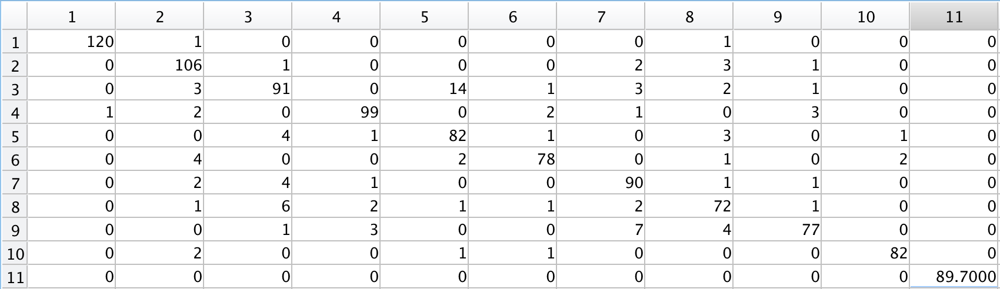 1 2 3 4 5 6 7 8 9 10 11
1 120 1 0 0 0 0 0 1 0 0 0
2 0 106 1 0 0 0 2 3 1 0 0
3 0 3 91 0 14 1 3 2 1 0 0
4 1 2 0 99 0 2 1 0 3 0 0
5 0 0 4 1 82 1 0 3 0 1 0
6 0 4 0 0 2 78 0 1 0 2 0
7 0 2 4 1 0 0 90 1 1 0 0
8 0 1 6 2 1 1 2 72 1 0 0
9 0 0 1 3 0 0 7 4 77 0 0
10 0 2 0 0 1 1 0 0 0 82 0
11 0 0 0 0 0 0 0 0 0 0 89.7000